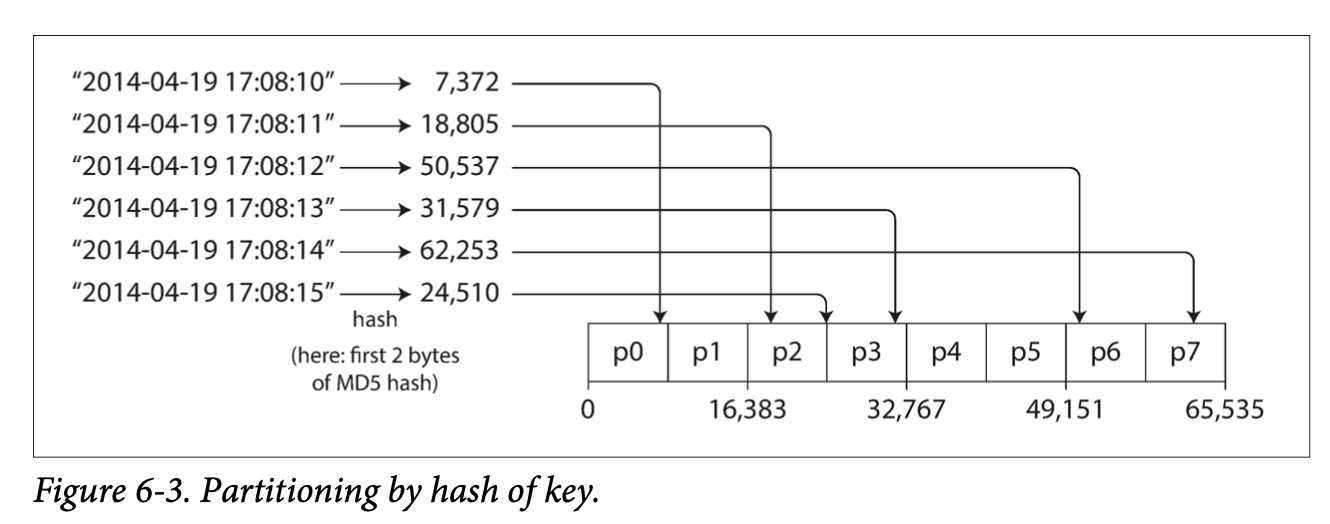 “2014-04-19 17:08:10” 7,372
“2014-04-19 17:08:11” 18,805
“2014-04-19 17:08:12” 50,537
“2014-04-19 17:08:13” 31,579
“2014-04-19 17:08:14” 62,253
“2014-04-19 17:08:15” 24,510
hash
(here: first 2 bytes
of MD5 hash)
p0 p1 p2 p3 p4 p5 p6 p7
0 16,383 32,767 49,151 65,535
Figure 6-3. Partitioning by hash of key.